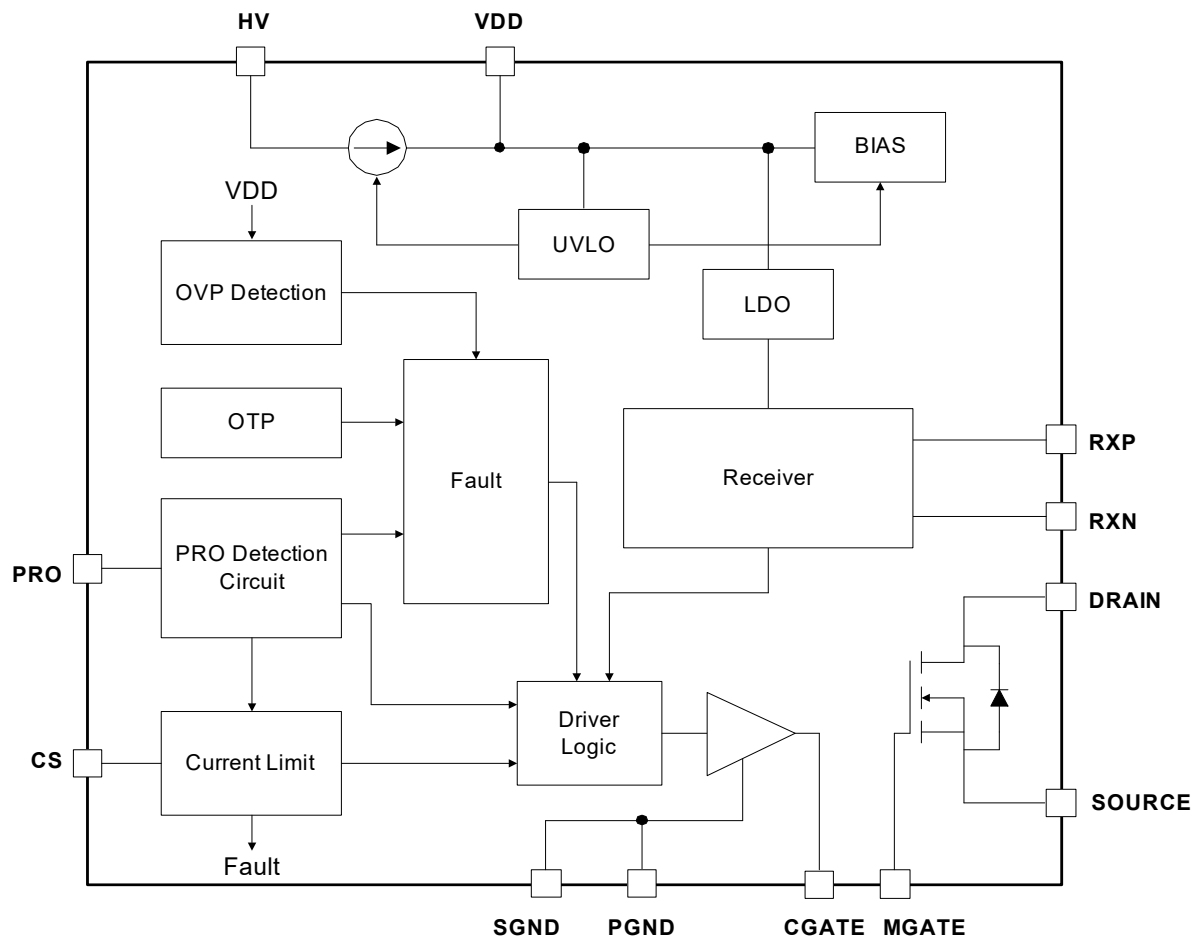 HV
VDD
BIAS
VDD
UVLO
OVP Detection
LDO
OTP
Fault
Receiver
RXP
RXN
PRO
PRO Detection
Circuit
DRAIN
Driver
Logic
CS
Current Limit
SOURCE
Fault
SGND
PGND
CGATE
MGATE